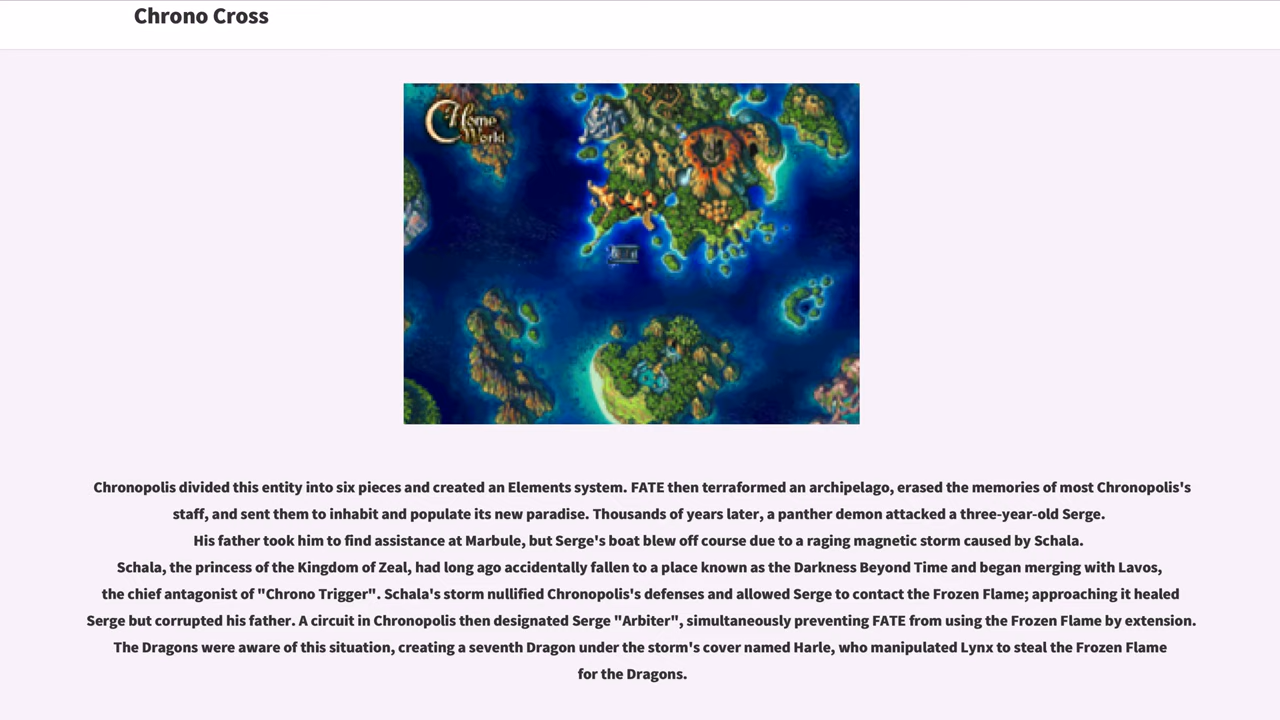 Chrono Cross
Home
World
Chronopolis divided this entity into six pieces and created an Elements system. FATE then terraformed an archipelago, erased the memories of most Chronopolis's
staff, and sent them to inhabit and populate its new paradise. Thousands of years later, a panther demon attacked a three-year-old Serge.
His father took him to find assistance at Marbule, but Serge's boat blew off course due to a raging magnetic storm caused by Schala.
Schala, the princess of the Kingdom of Zeal, had long ago accidentally fallen to a place known as the Darkness Beyond Time and began merging with Lavos,
the chief antagonist of "Chrono Trigger". Schala's storm nullified Chronopolis's defenses and allowed Serge to contact the Frozen Flame; approaching it healed
Serge but corrupted his father. A circuit in Chronopolis then designated Serge "Arbiter", simultaneously preventing FATE from using the Frozen Flame by extension.
The Dragons were aware of this situation, creating a seventh Dragon under the storm's cover named Harle, who manipulated Lynx to steal the Frozen Flame
for the Dragons.